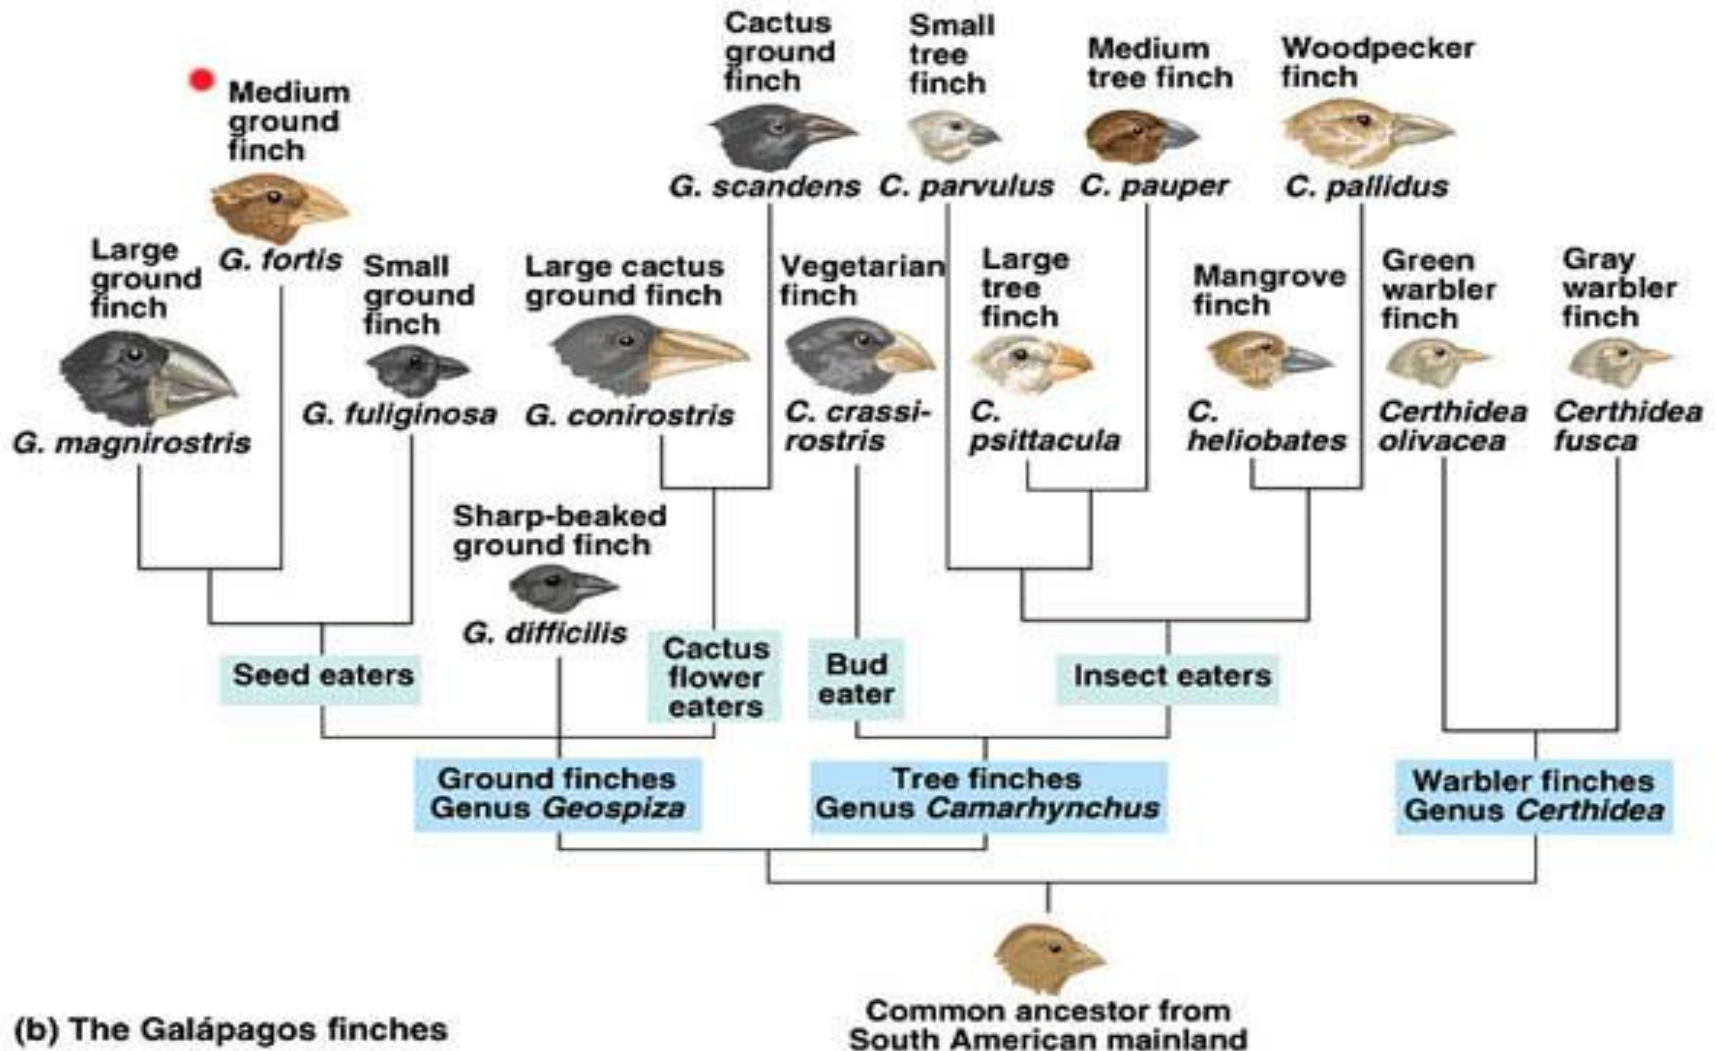 Cactus
ground
finch
G. scandens
Small
tree
finch
C. parvulus
Medium
tree finch
C. pauper
Woodpecker
finch
C. pallidus
Medium
ground
finch
G. fortis
Large
ground
finch
G. magnirostris
Small
ground
finch
G. fuliginosa
Large cactus
ground finch
G. conirostris
Vegetarian
finch
C. crassi-
rostris
Large
tree
finch
C.
psittacula
Mangrove
finch
C.
heliobates
Green
warbler
finch
Certhidea
olivacea
Gray
warbler
finch
Certhidea
fusca
Sharp-beaked
ground finch
G. difficilis
Seed eaters
Cactus
flower
eaters
Bud
eater
Insect eaters
Ground finches
Genus Geospiza
Tree finches
Genus Camarhynchus
Warbler finches
Genus Certhidea
Common ancestor from
South American mainland
(b) The Galápagos finches